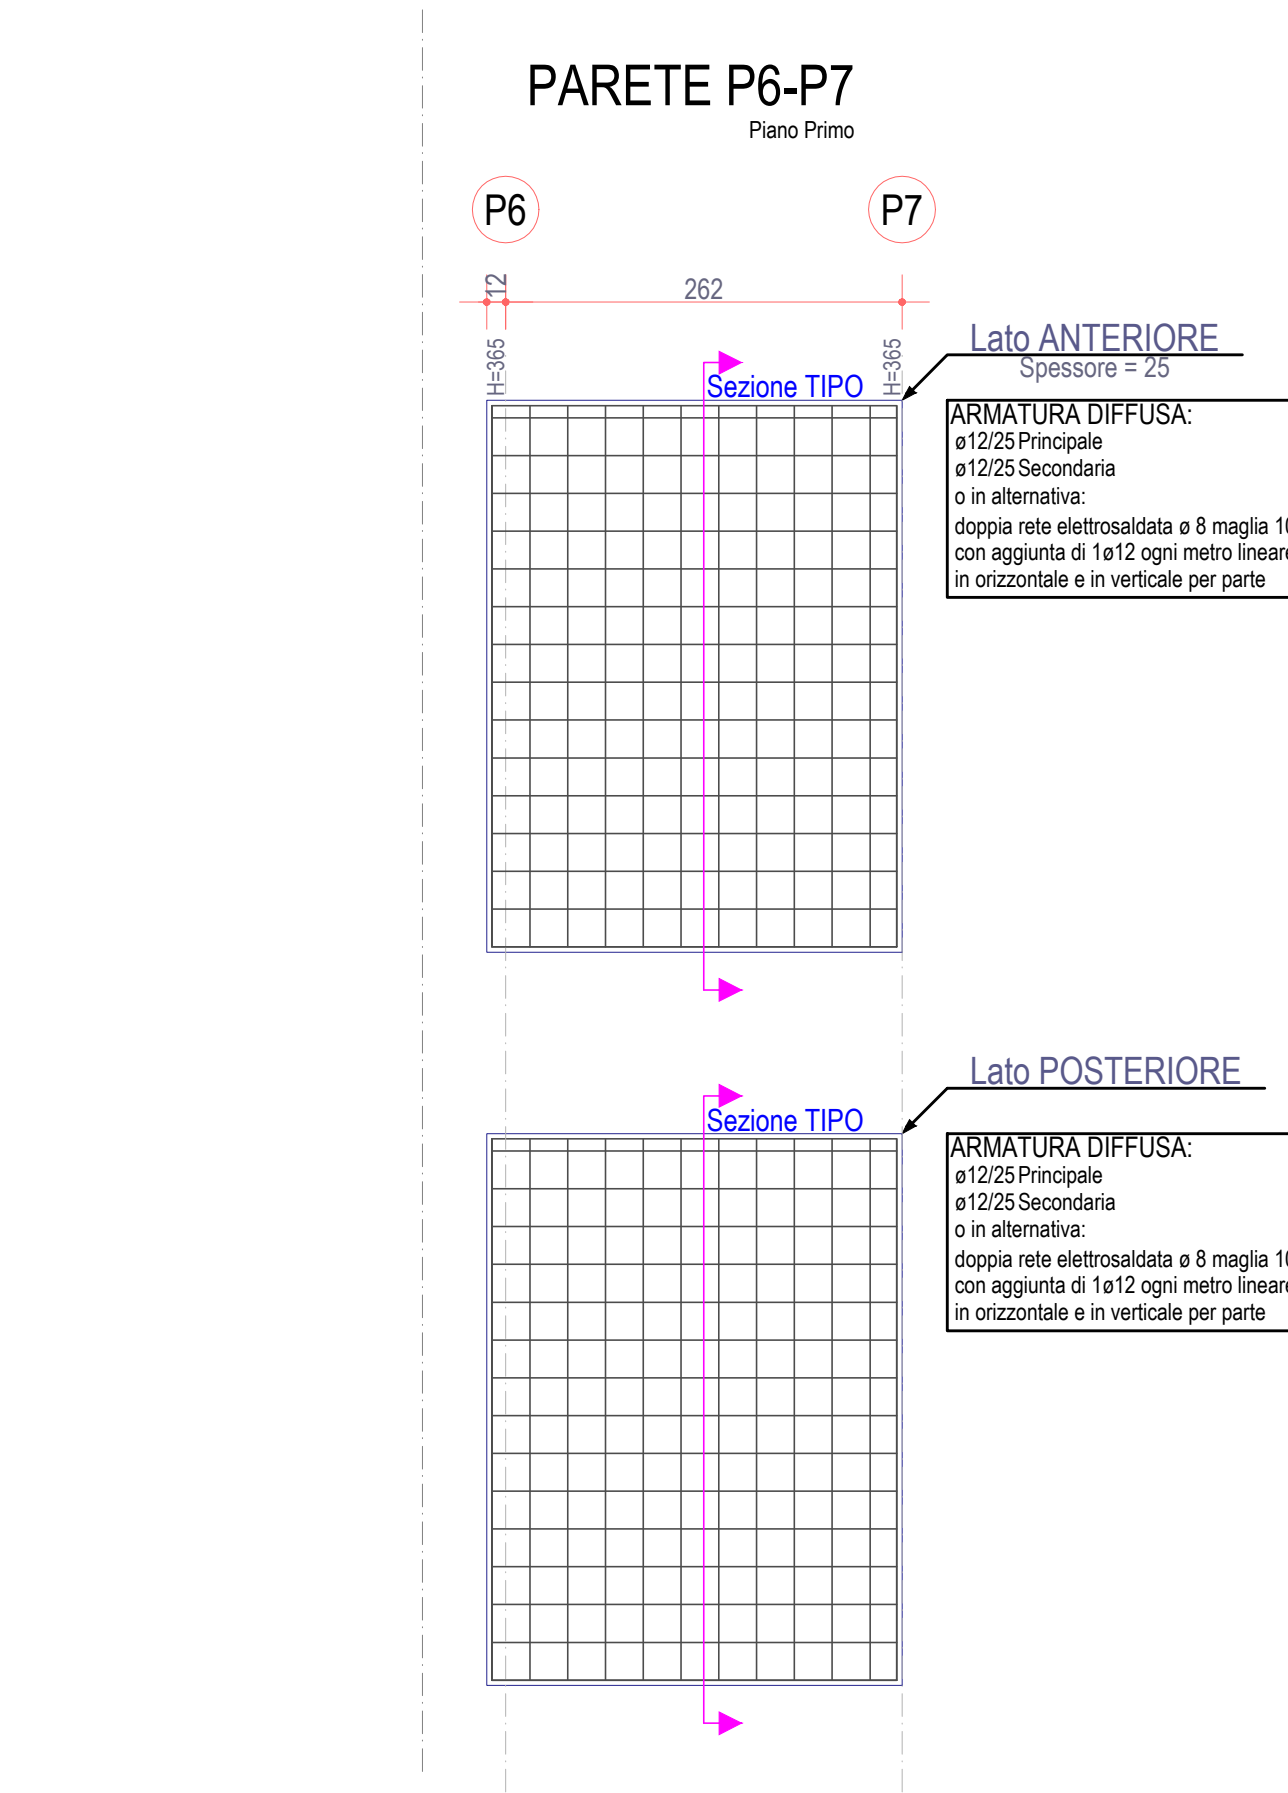 PARETE P6-P7
Piano Primo
P6
P7
12
262
H=365
H=365
Lato ANTERIORE
Spessore = 25
Sezione TIPO
ARMATURA DIFFUSA:
ø12/25 Principale
ø12/25 Secondaria
o in alternativa:
doppia rete elettrosaldata ø 8 maglia
con aggiunta di 1ø12 ogni metro lineare
in orizzontale e in verticale per parte
Lato POSTERIORE
Sezione TIPO
ARMATURA DIFFUSA:
ø12/25 Principale
ø12/25 Secondaria
o in alternativa:
doppia rete elettrosaldata ø 8 maglia
con aggiunta di 1ø12 ogni metro lineare
in orizzontale e in verticale per parte